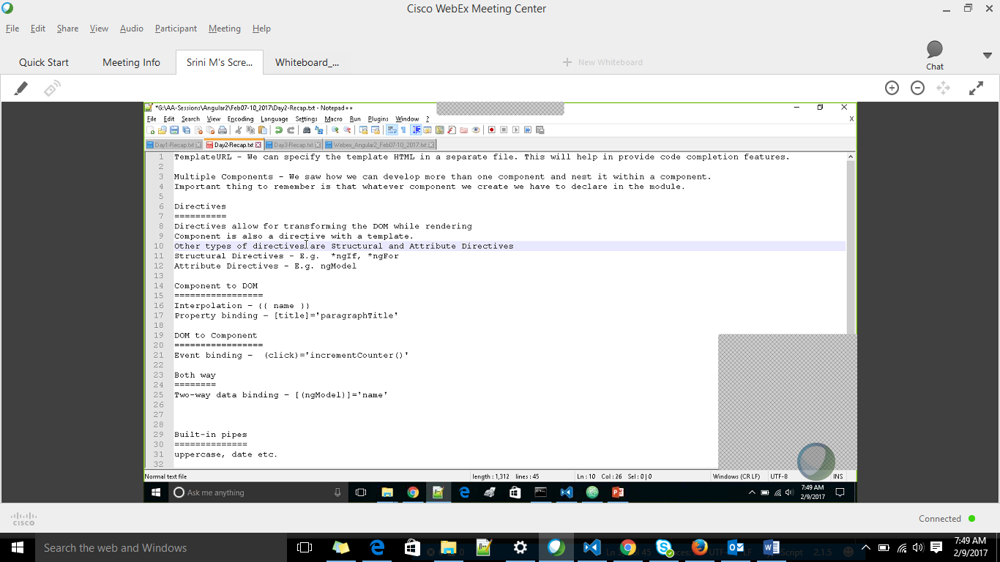 Cisco WebEx Meeting Center
File Edit Share View Audio Participant Meeting Help
Quick Start Meeting Info Srini M's Scre... Whiteboard_... New Whiteboard
Chat
*G:\AA-Sessions\Angular2\Feb07-10_2017\Day2-Recap.txt - Notepad++
File Edit Search View Encoding Language Settings Macro Run Plugins Window ? X
Day1-Recap.txt Day2-Recap.txt Day3-Recap.txt Webex_Angular2_Feb07-10_2017.txt
1 TemplateURL - We can specify the template HTML in a separate file. This will help in provide code completion features.
2
3 Multiple Components - We saw how we can develop more than one component and nest it within a component.
4 Important thing to remember is that whatever component we create we have to declare in the module.
5
6 Directives
7 ==========
8 Directives allow for transforming the DOM while rendering
9 Component is also a directive with a template.
10 Other types of directives are Structural and Attribute Directives
11 Structural Directives - E.g.  *ngIf, *ngFor
12 Attribute Directives - E.g. ngModel
13
14 Component to DOM
15 =================
16 Interpolation - {{ name }}
17 Property binding - [title]='paragraphTitle'
18
19 DOM to Component
20 =================
21 Event binding -  (click)='incrementCounter()'
22
23 Both way
24 ========
25 Two-way data binding - [(ngModel)]='name'
26
27
28
29 Built-in pipes
30 ==============
31 uppercase, date etc.
32
Normal text file length : 1,312 lines : 45 Ln : 10 Col : 26 Sel : 0 | 0 Windows (CR LF) UTF-8 INS
Ask me anything 7:49 AM
2/9/2017
CISCO Connected
Search the web and Windows 7:49 AM
2/9/2017